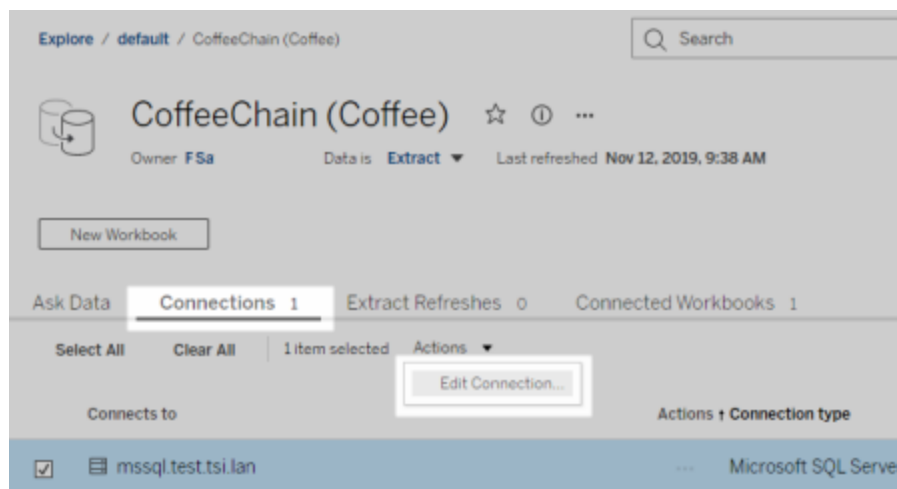 Explore / default / CoffeeChain (Coffee) Search
CoffeeChain (Coffee) ...
Owner FSa Data is Extract Last refreshed Nov 12, 2019, 9:38 AM
New Workbook
Ask Data Connections 1 Extract Refreshes 0 Connected Workbooks 1
Select All Clear All 1 item selected Actions
Edit Connection...
Connects to Actions ↑ Connection type
mssql.test.tsi.lan ... Microsoft SQL Serve